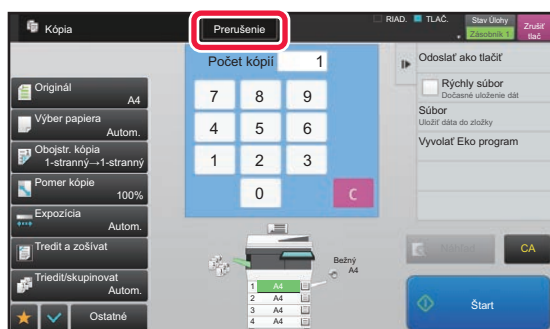 Kópia
Prerušenie
RIAD.
TLAČ.
Stav Úlohy
Zásobník 1
Zrušiť
tlač
Počet kópií 1
7 8 9
4 5 6
1 2 3
0 C
Originál
A4
Výber papiera
Autom.
Obojstr. kópia
1-stranný→1-stranný
Pomer kópie
100%
Expozícia
Autom.
Tredit a zošívat
Triedit/skupinovat
Autom.
Ostatné
Odoslať ako tlačiť
Rýchly súbor
Dočasné uloženie dát
Súbor
Uložiť dáta do zložky
Vyvolať Eko program
Bežný
A4
1 A4
2 A4
3 A4
4 A4
CA
Štart